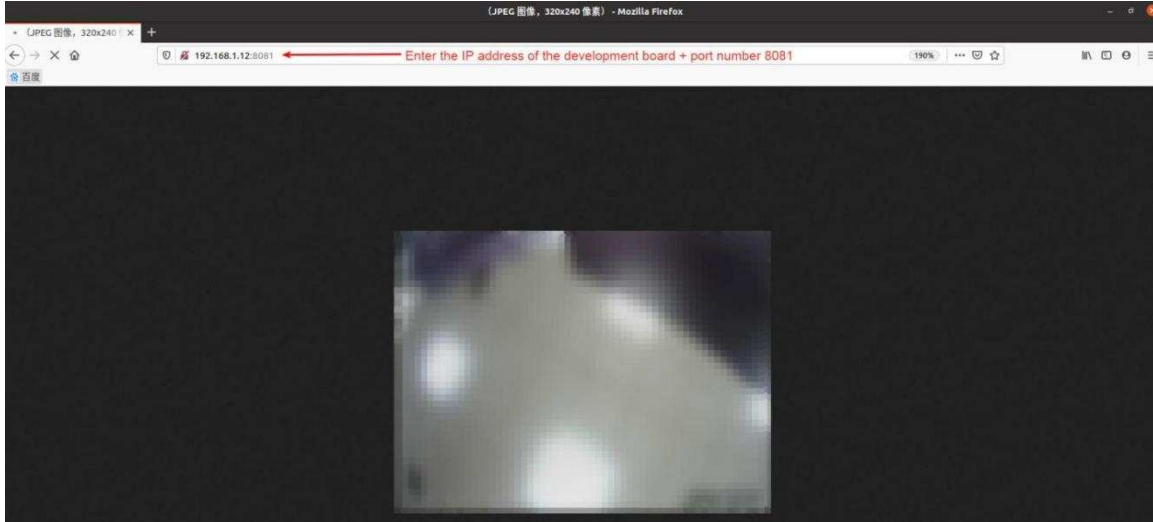 (JPEG 图像，320x240 像素) - Mozilla Firefox
(JPEG 图像，320x240
192.168.1.12:8081
Enter the IP address of the development board + port number 8081
190%
百度